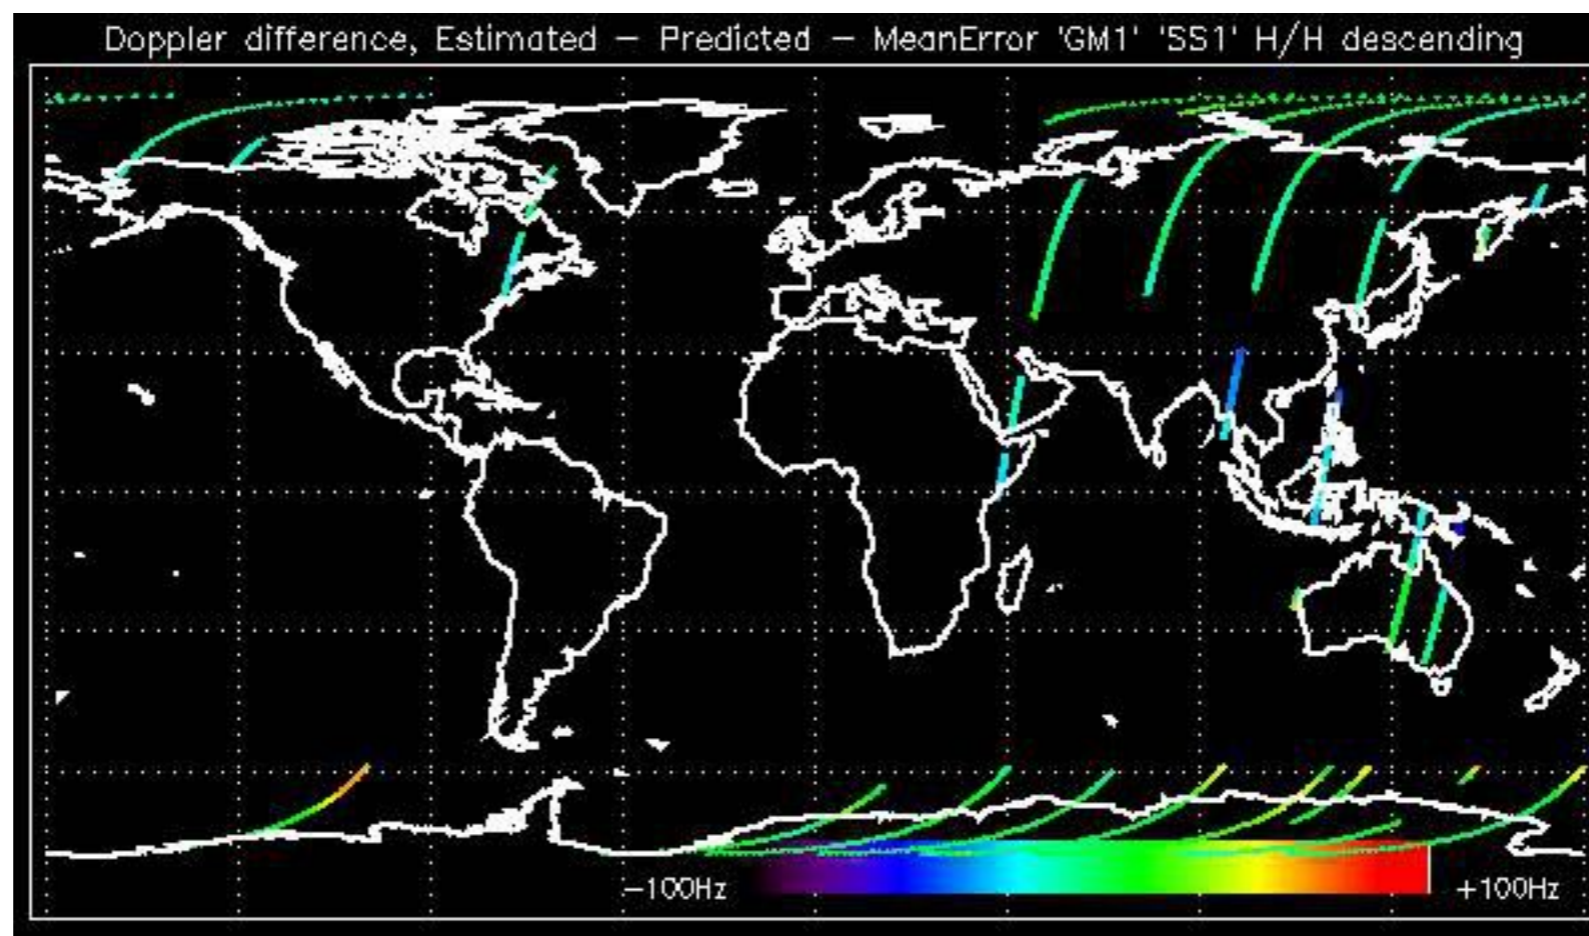 Doppler difference, Estimated - Predicted - MeanError 'GM1' 'SS1' H/H descending
-100Hz +100Hz